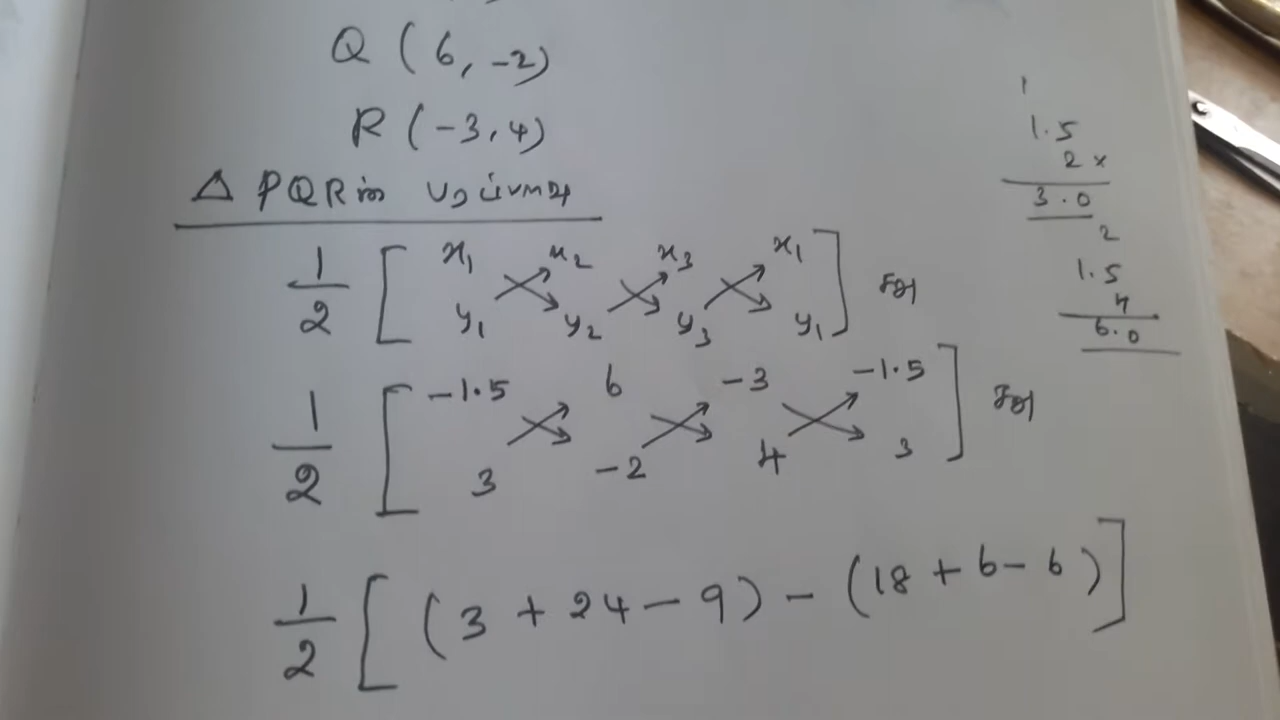 Q ( 6, -2)
R ( -3, 4)
△ PQR ன் பரப்பு
1/2 [ x₁ x₂ x₃ x₁
y₁ y₂ y₃ y₁ ]
1/2 [ -1.5 6 -3 -1.5
3 -2 4 3 ]
1/2 [ (3 + 24 - 9) - (18 + 6 - 6) ]
1
1.5
2 x
3.0
2
1.5
4
6.0